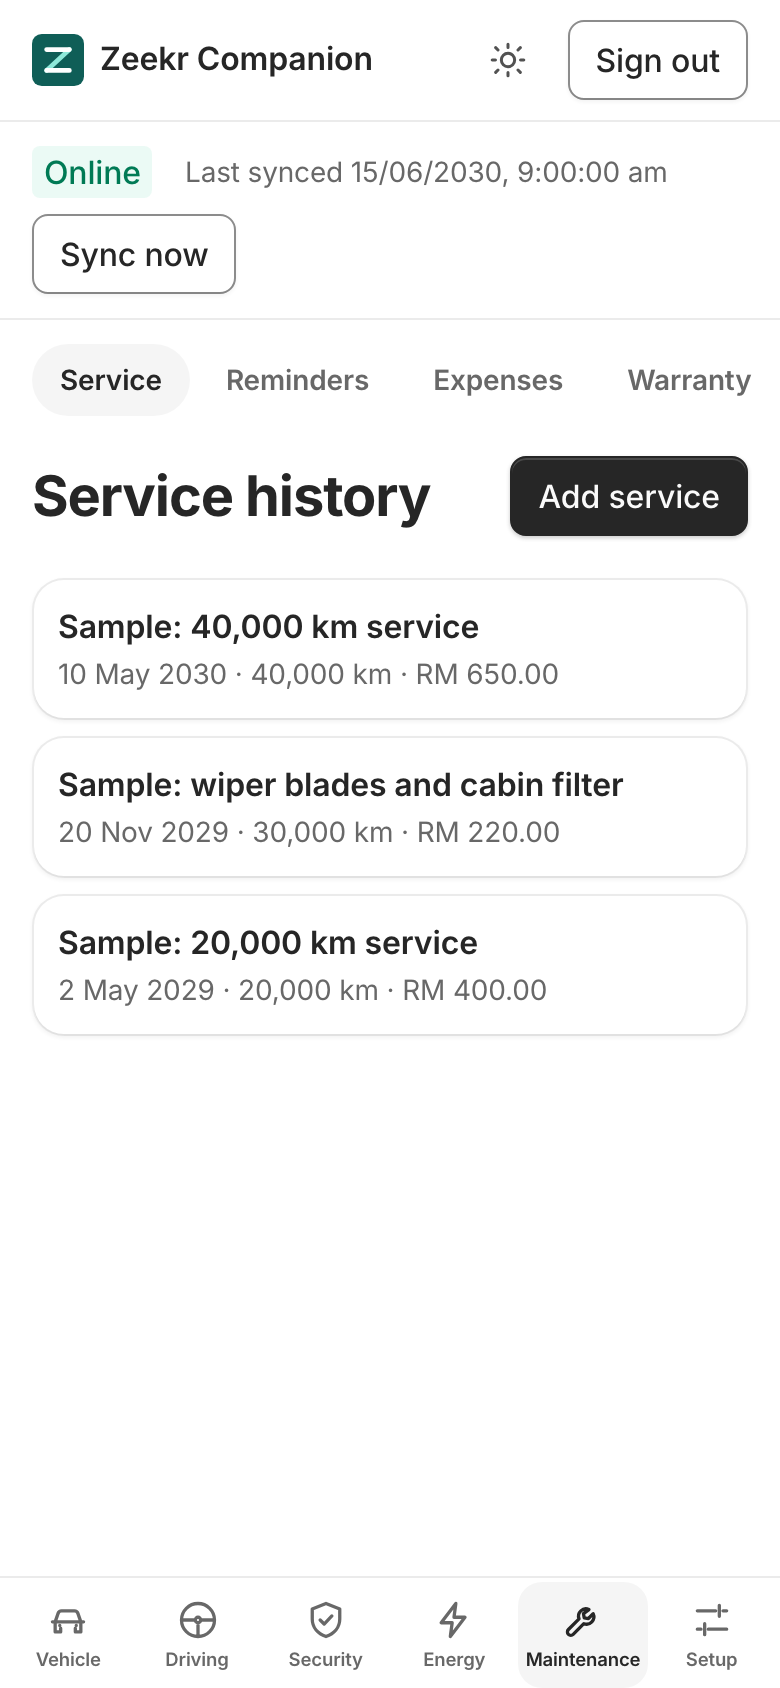 Zeekr Companion
Sign out
Online
Last synced 15/06/2030, 9:00:00 am
Sync now
Service
Reminders
Expenses
Warranty
Service history
Add service
Sample: 40,000 km service
10 May 2030 · 40,000 km · RM 650.00
Sample: wiper blades and cabin filter
20 Nov 2029 · 30,000 km · RM 220.00
Sample: 20,000 km service
2 May 2029 · 20,000 km · RM 400.00
Vehicle
Driving
Security
Energy
Maintenance
Setup